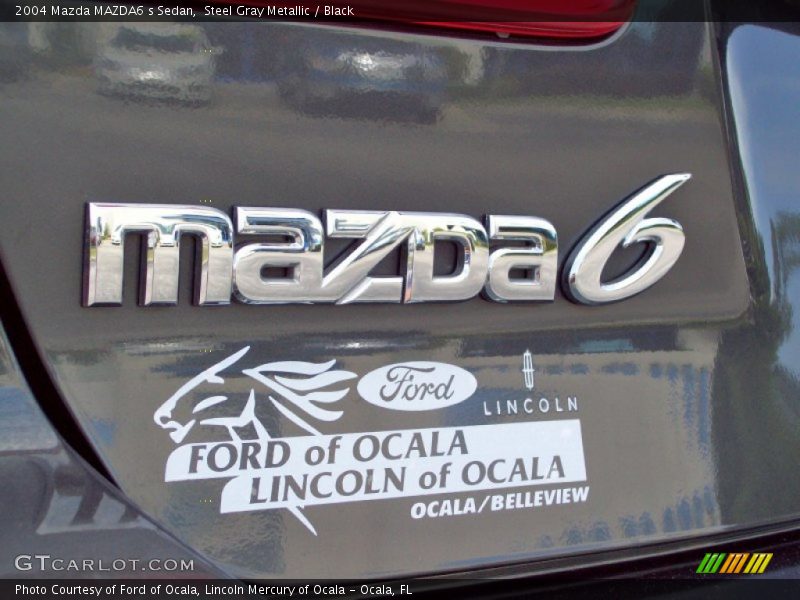 2004 Mazda MAZDA6 s Sedan, Steel Gray Metallic / Black
mazDa6
Ford
LINCOLN
FORD of OCALA
LINCOLN of OCALA
OCALA/BELLEVIEW
GTCARLOT.COM
Photo Courtesy of Ford of Ocala, Lincoln Mercury of Ocala - Ocala, FL